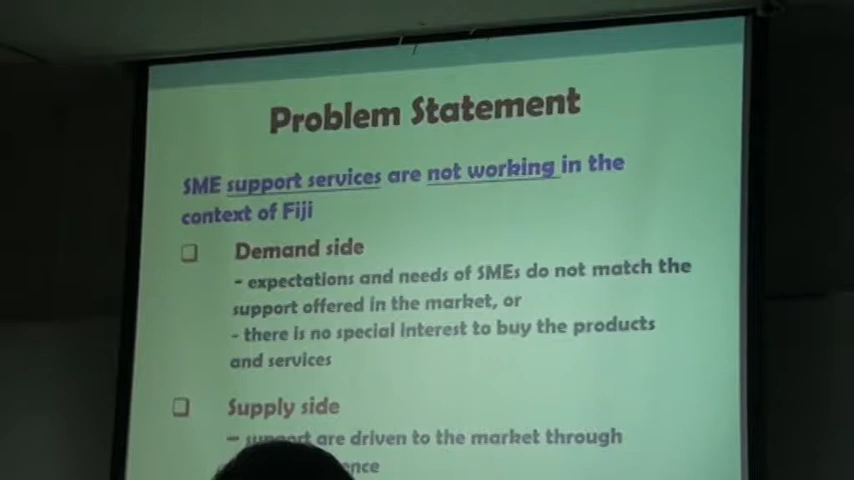 Problem Statement
SME support services are not working in the
context of Fiji
Demand side
- expectations and needs of SMEs do not match the
support offered in the market, or
- there is no special interest to buy the products
and services
Supply side
- support are driven to the market through